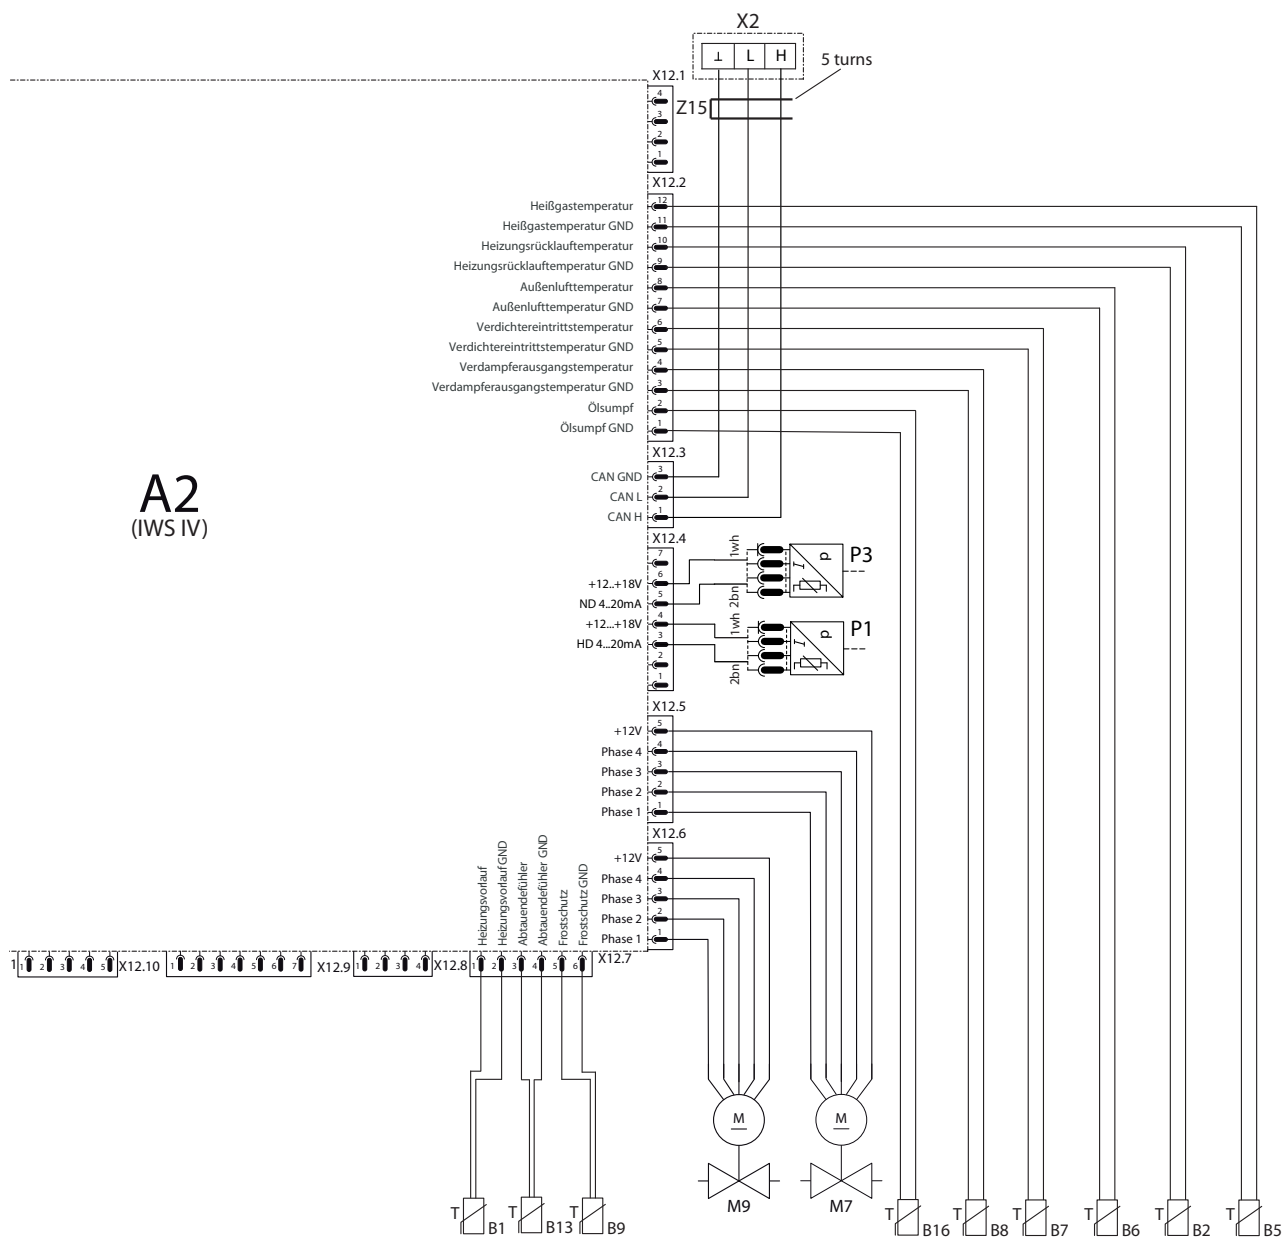 X2
⊥ L H
5 turns
Z15
X12.1
4
3
2
1
X12.2
Heißgastemperatur 12
Heißgastemperatur GND 11
Heizungsrücklauftemperatur 10
Heizungsrücklauftemperatur GND 9
Außenlufttemperatur 8
Außenlufttemperatur GND 7
Verdichtereintrittstemperatur 6
Verdichtereintrittstemperatur GND 5
Verdampferausgangstemperatur 4
Verdampferausgangstemperatur GND 3
Ölsumpf 2
Ölsumpf GND 1
X12.3
CAN GND 3
CAN L 2
CAN H 1
A2
(IWS IV)
X12.4
7
+12..+18V 6
ND 4..20mA 5
+12...+18V 4
HD 4...20mA 3
2
1
1wh
2bn
p
I
P3
1wh
2bn
p
I
P1
X12.5
+12V 5
Phase 4 4
Phase 3 3
Phase 2 2
Phase 1 1
X12.6
+12V 5
Phase 4 4
Phase 3 3
Phase 2 2
Phase 1 1
Heizungsvorlauf
Heizungsvorlauf GND
Abtauendefühler
Abtauendefühler GND
Frostschutz
Frostschutz GND
1
1 2 3 4 5 X12.10
1 2 3 4 5 6 7 X12.9
1 2 3 4 X12.8
1 2 3 4 5 6 X12.7
M
M9
M
M7
T B1
T B13
T B9
T B16
T B8
T B7
T B6
T B2
T B5